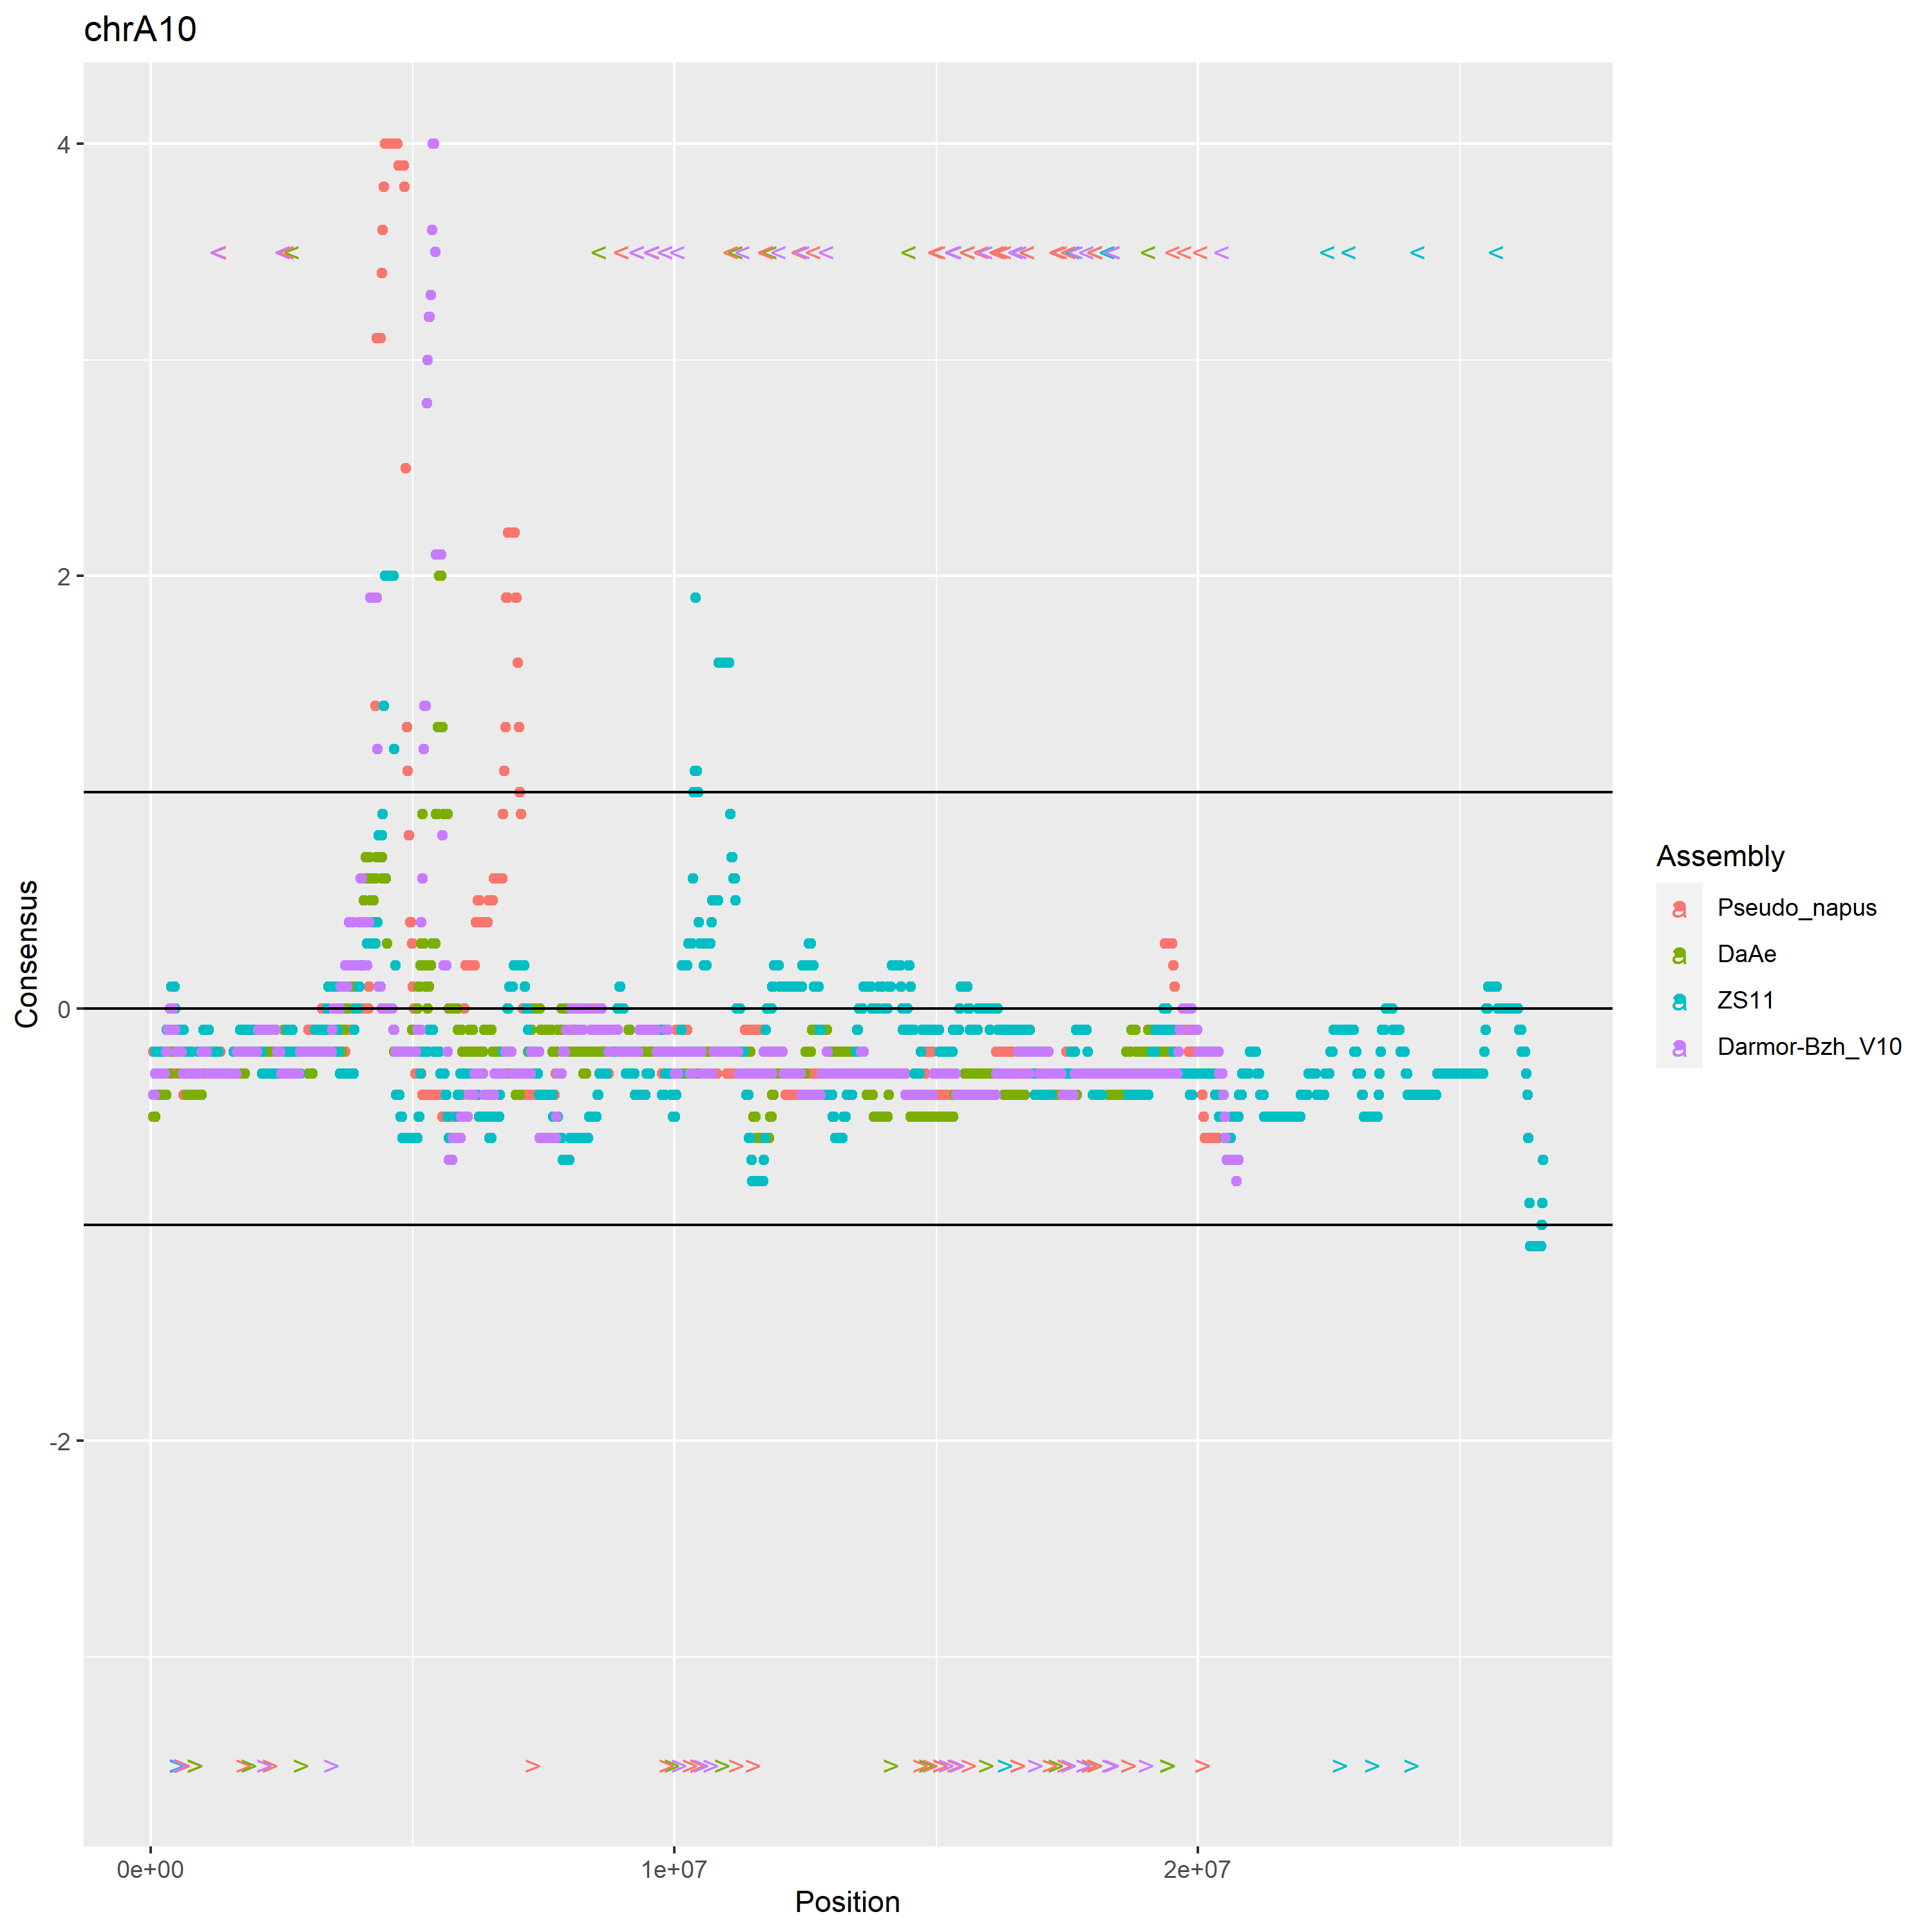 chrA10
Consensus
4
2
0
-2
0e+00 1e+07 2e+07
Position
Assembly
a Pseudo_napus
a DaAe
a ZS11
a Darmor-Bzh_V10